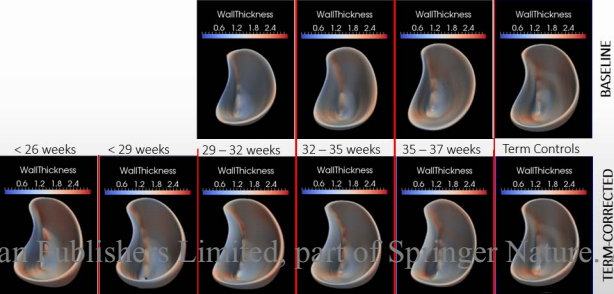 WallThickness WallThickness WallThickness WallThickness
0.6 1.2 1.8 2.4 0.6 1.2 1.8 2.4 0.6 1.2 1.8 2.4 0.6 1.2 1.8 2.4
BASELINE
< 26 weeks < 29 weeks 29 – 32 weeks 32 – 35 weeks 35 – 37 weeks Term Controls
WallThickness WallThickness WallThickness WallThickness WallThickness WallThickness
0.6 1.2 1.8 2.4 0.6 1.2 1.8 2.4 0.6 1.2 1.8 2.4 0.6 1.2 1.8 2.4 0.6 1.2 1.8 2.4 0.6 1.2 1.8 2.4
TERM CORRECTED
an Publishers Limited, part of Springer Nature.